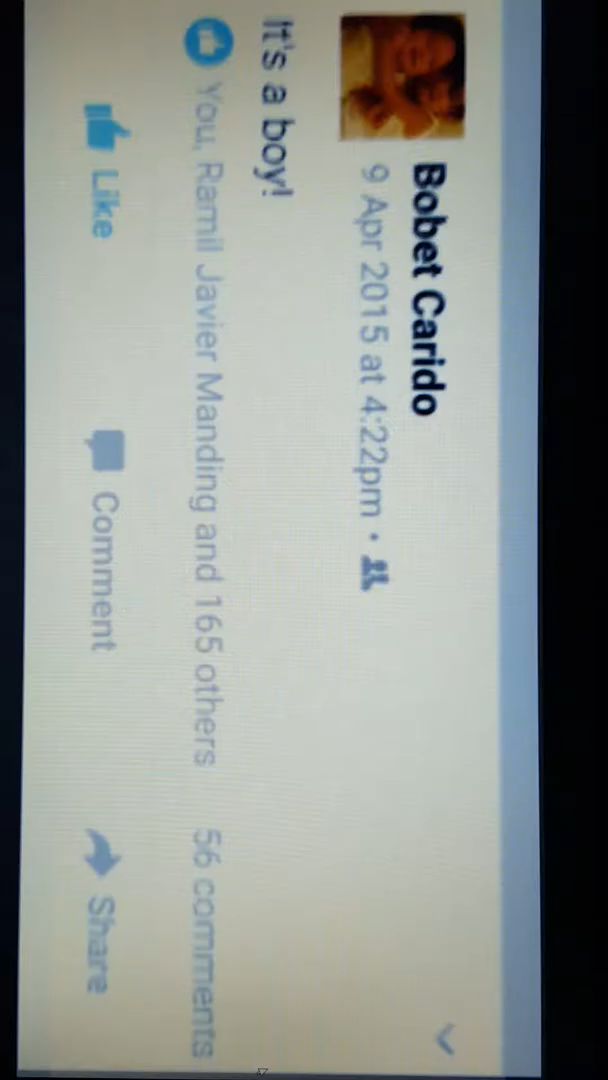 Bobet Carido
9 Apr 2015 at 4:22pm
It's a boy!
You, Ramil Javier Manding and 165 others 56 comments
Like Comment Share